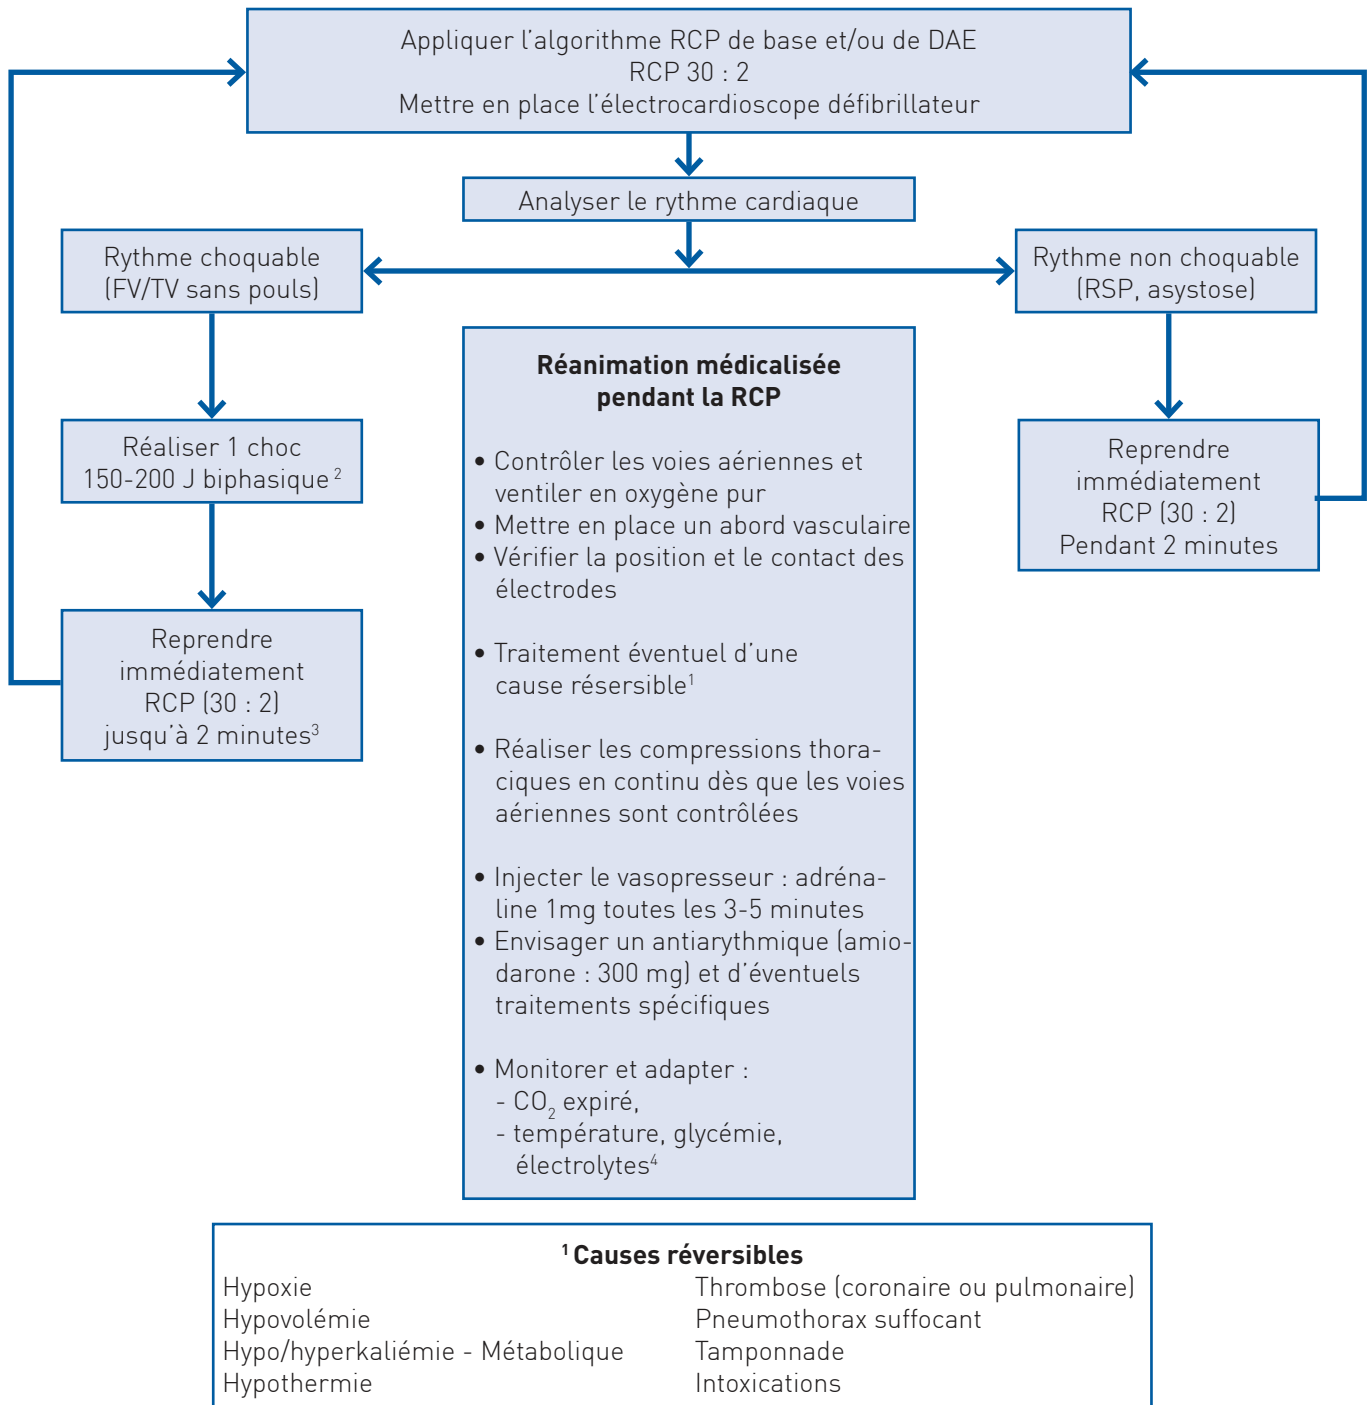 Appliquer l’algorithme RCP de base et/ou de DAE
RCP 30 : 2
Mettre en place l’électrocardioscope défibrillateur
Analyser le rythme cardiaque
Rythme choquable
(FV/TV sans pouls)
Rythme non choquable
(RSP, asystose)
Réaliser 1 choc
150-200 J biphasique ²
Reprendre
immédiatement
RCP (30 : 2)
jusqu’à 2 minutes³
Réanimation médicalisée
pendant la RCP
• Contrôler les voies aériennes et
ventiler en oxygène pur
• Mettre en place un abord vasculaire
• Vérifier la position et le contact des
électrodes
• Traitement éventuel d’une
cause résersible¹
• Réaliser les compressions thora-
ciques en continu dès que les voies
aériennes sont contrôlées
• Injecter le vasopresseur : adréna-
line 1mg toutes les 3-5 minutes
• Envisager un antiarythmique (amio-
darone : 300 mg) et d’éventuels
traitements spécifiques
• Monitorer et adapter :
- CO₂ expiré,
- température, glycémie,
électrolytes⁴
Reprendre
immédiatement
RCP (30 : 2)
Pendant 2 minutes
¹ Causes réversibles
Hypoxie
Hypovolémie
Hypo/hyperkaliémie - Métabolique
Hypothermie
Thrombose (coronaire ou pulmonaire)
Pneumothorax suffocant
Tamponnade
Intoxications